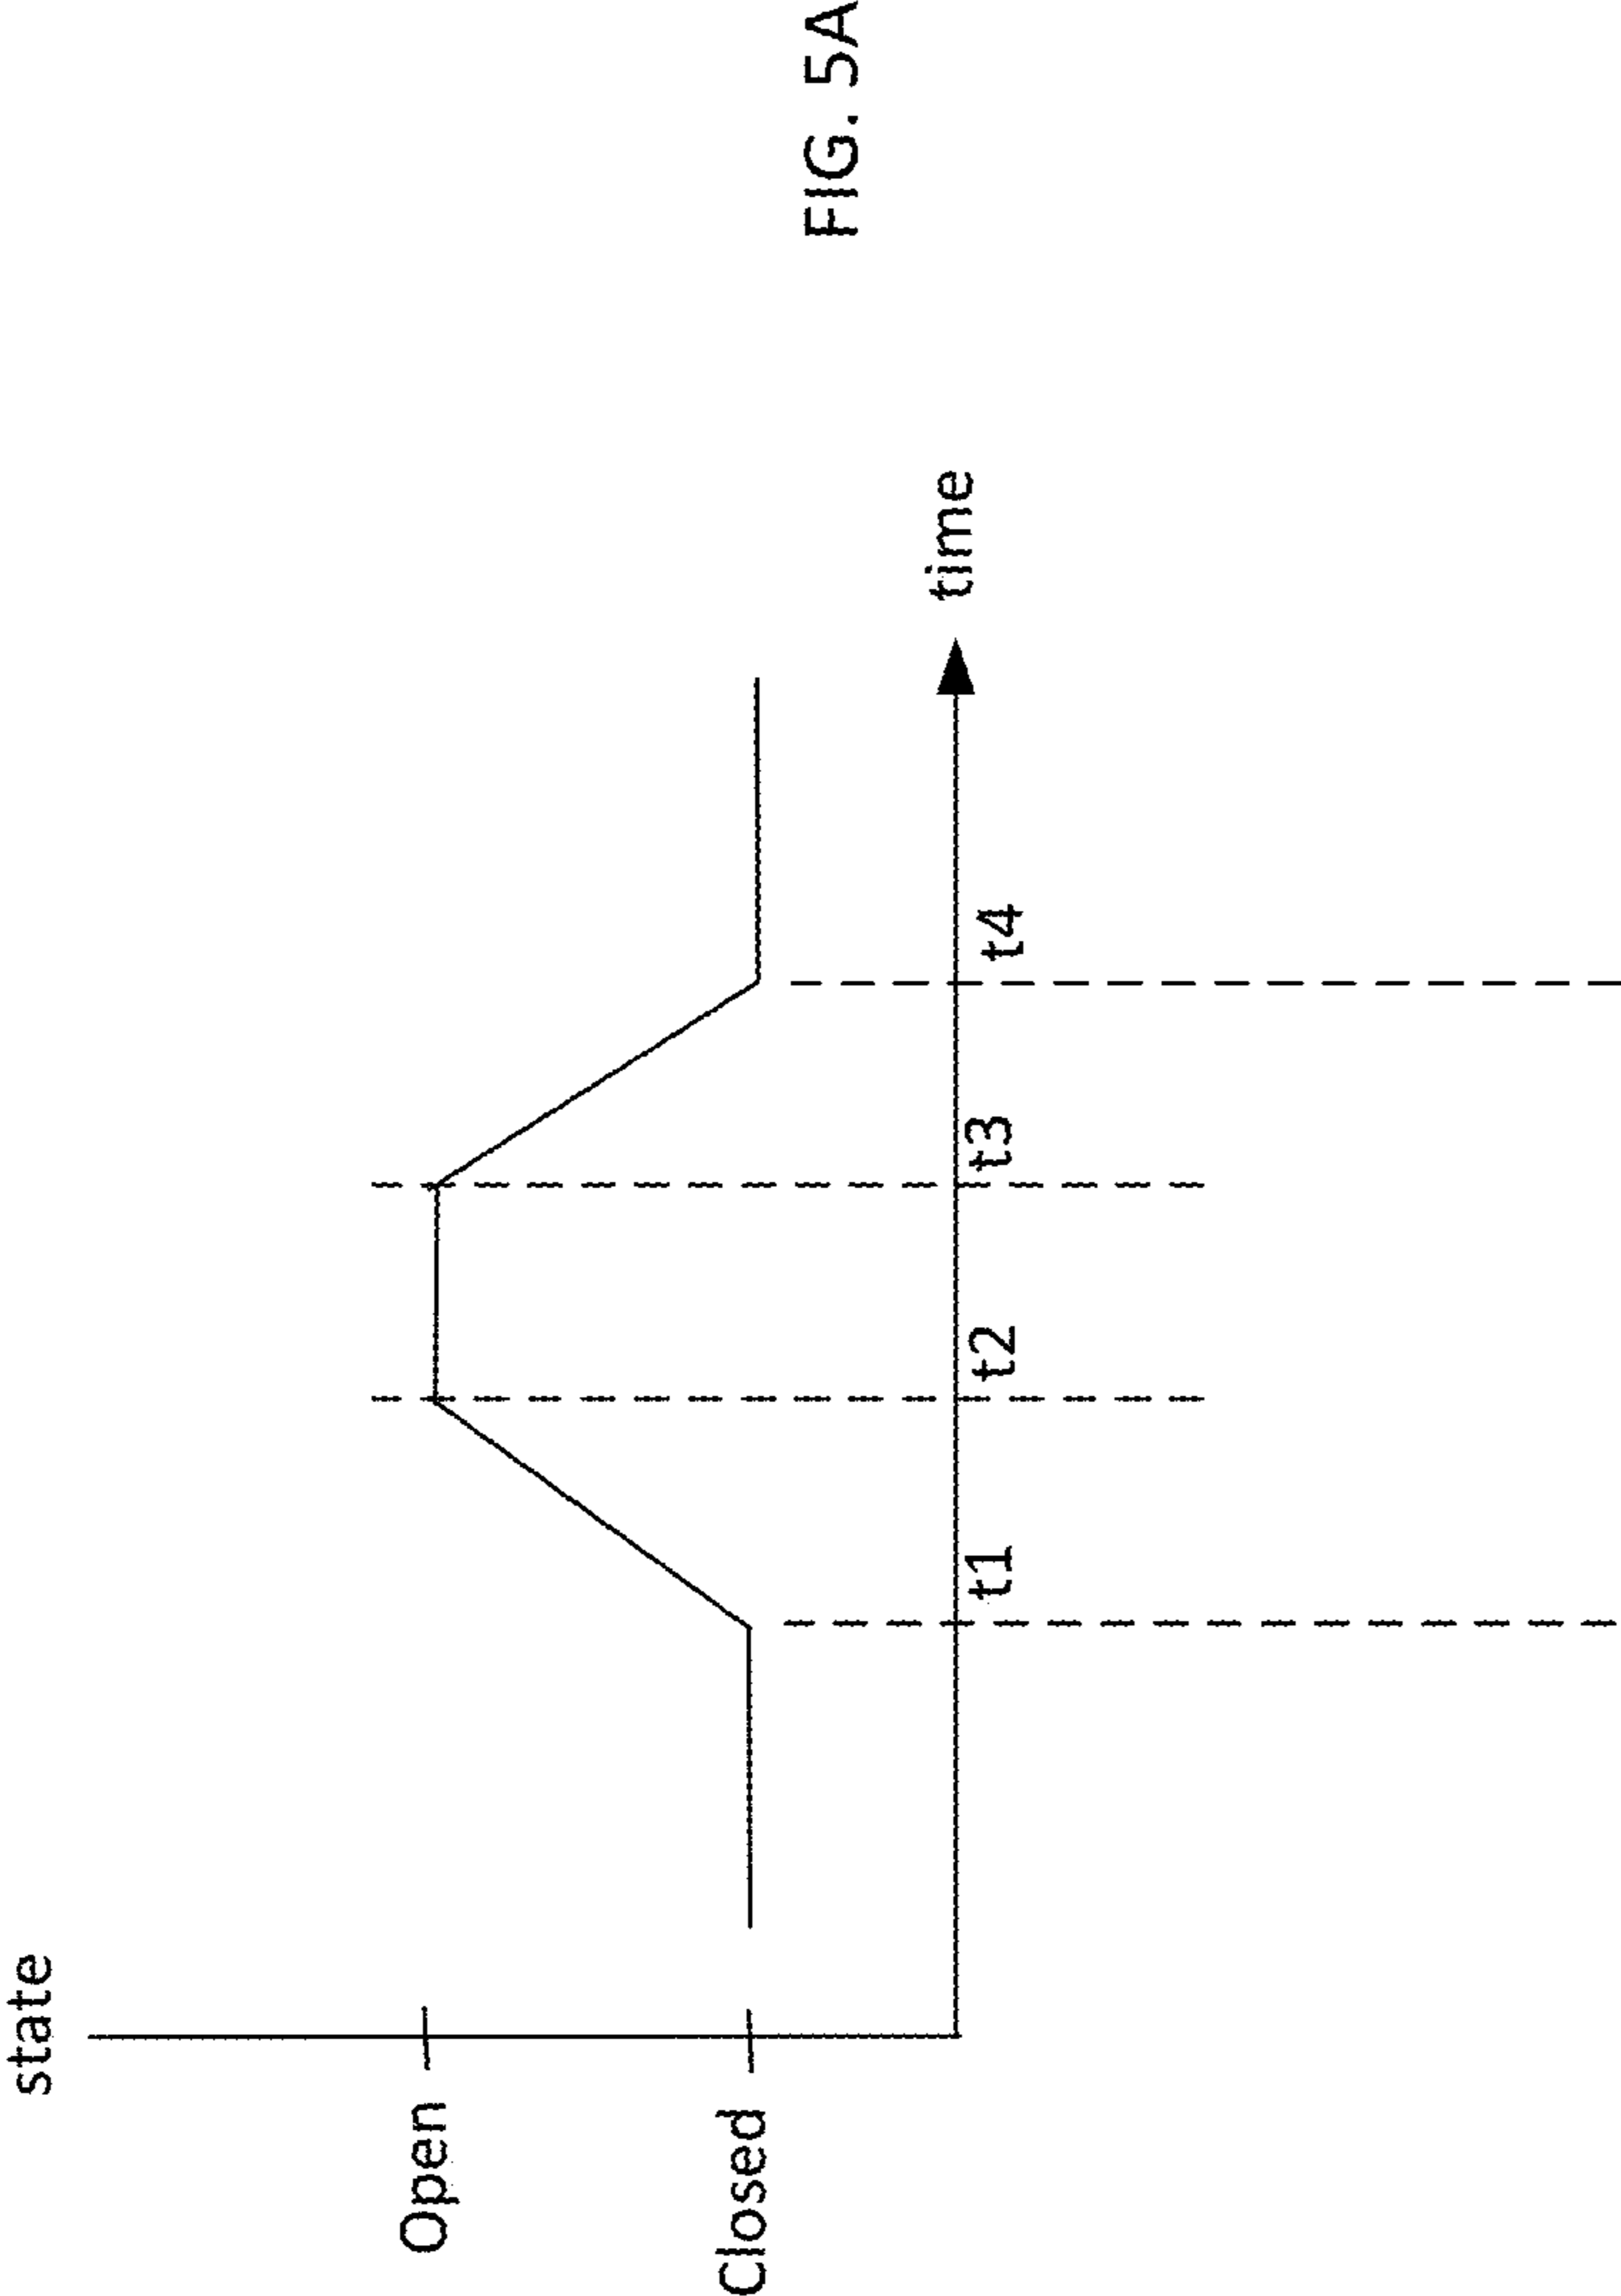 state
Open
Closed
t1
t2
t3
t4
time
FIG. 5A